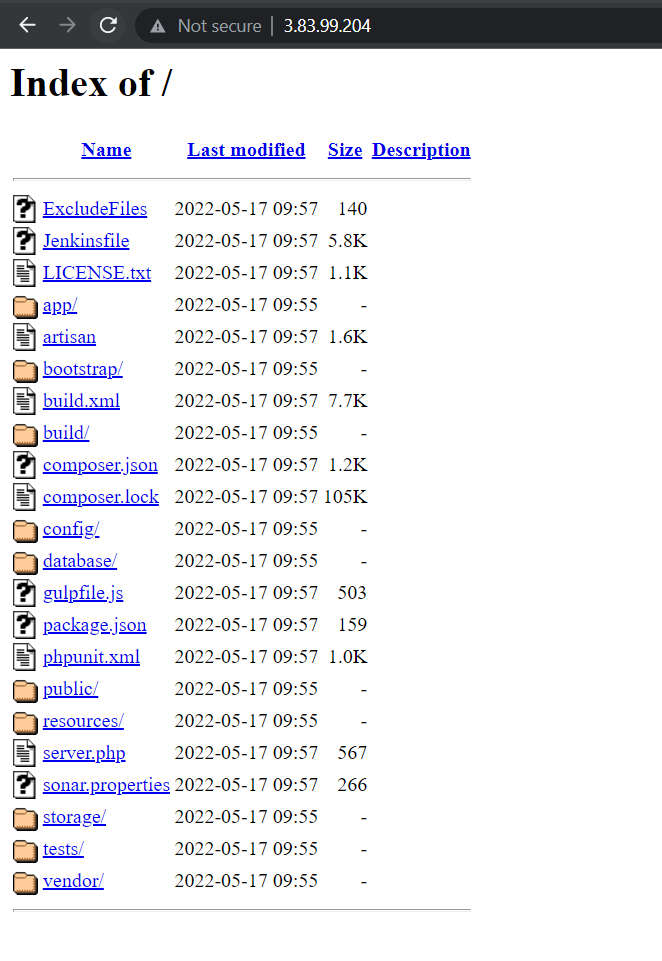 Not secure | 3.83.99.204
Index of /
Name Last modified Size Description
ExcludeFiles 2022-05-17 09:57 140
Jenkinsfile 2022-05-17 09:57 5.8K
LICENSE.txt 2022-05-17 09:57 1.1K
app/ 2022-05-17 09:55 -
artisan 2022-05-17 09:57 1.6K
bootstrap/ 2022-05-17 09:55 -
build.xml 2022-05-17 09:57 7.7K
build/ 2022-05-17 09:55 -
composer.json 2022-05-17 09:57 1.2K
composer.lock 2022-05-17 09:57 105K
config/ 2022-05-17 09:55 -
database/ 2022-05-17 09:55 -
gulpfile.js 2022-05-17 09:57 503
package.json 2022-05-17 09:57 159
phpunit.xml 2022-05-17 09:57 1.0K
public/ 2022-05-17 09:55 -
resources/ 2022-05-17 09:55 -
server.php 2022-05-17 09:57 567
sonar.properties 2022-05-17 09:57 266
storage/ 2022-05-17 09:55 -
tests/ 2022-05-17 09:55 -
vendor/ 2022-05-17 09:55 -